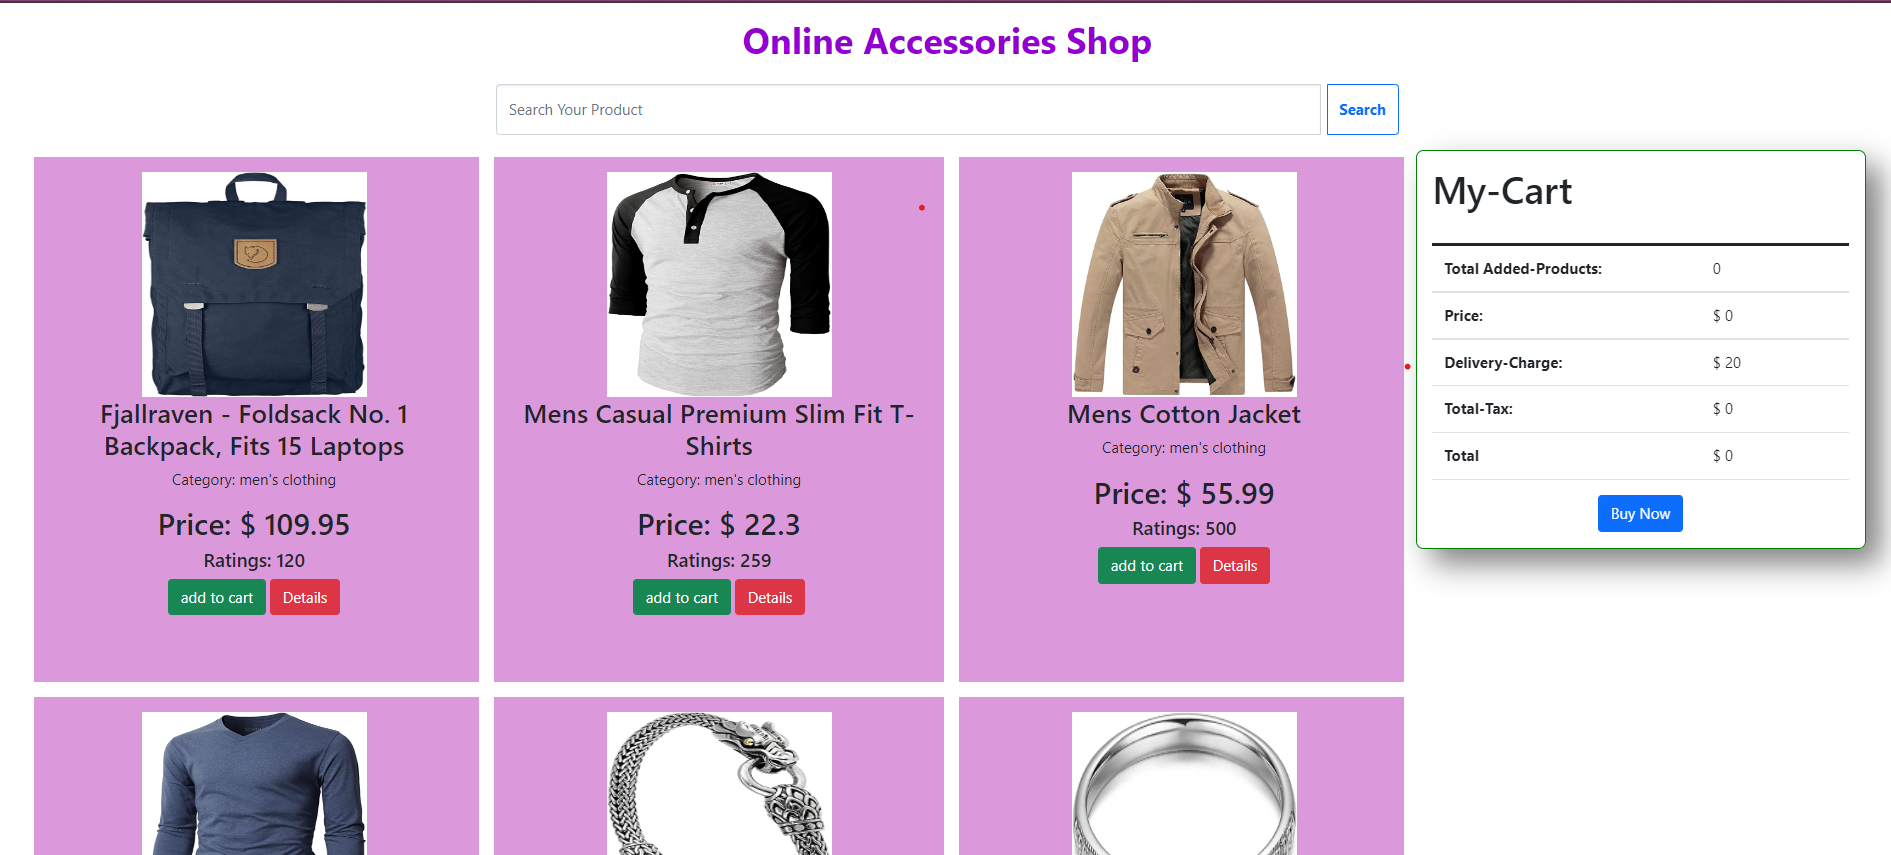 Online Accessories Shop
Search Your Product
Search
Fjallraven - Foldsack No. 1
Backpack, Fits 15 Laptops
Category: men's clothing
Price: $ 109.95
Ratings: 120
add to cart
Details
Mens Casual Premium Slim Fit T-
Shirts
Category: men's clothing
Price: $ 22.3
Ratings: 259
add to cart
Details
Mens Cotton Jacket
Category: men's clothing
Price: $ 55.99
Ratings: 500
add to cart
Details
My-Cart
Total Added-Products: 0
Price: $ 0
Delivery-Charge: $ 20
Total-Tax: $ 0
Total $ 0
Buy Now